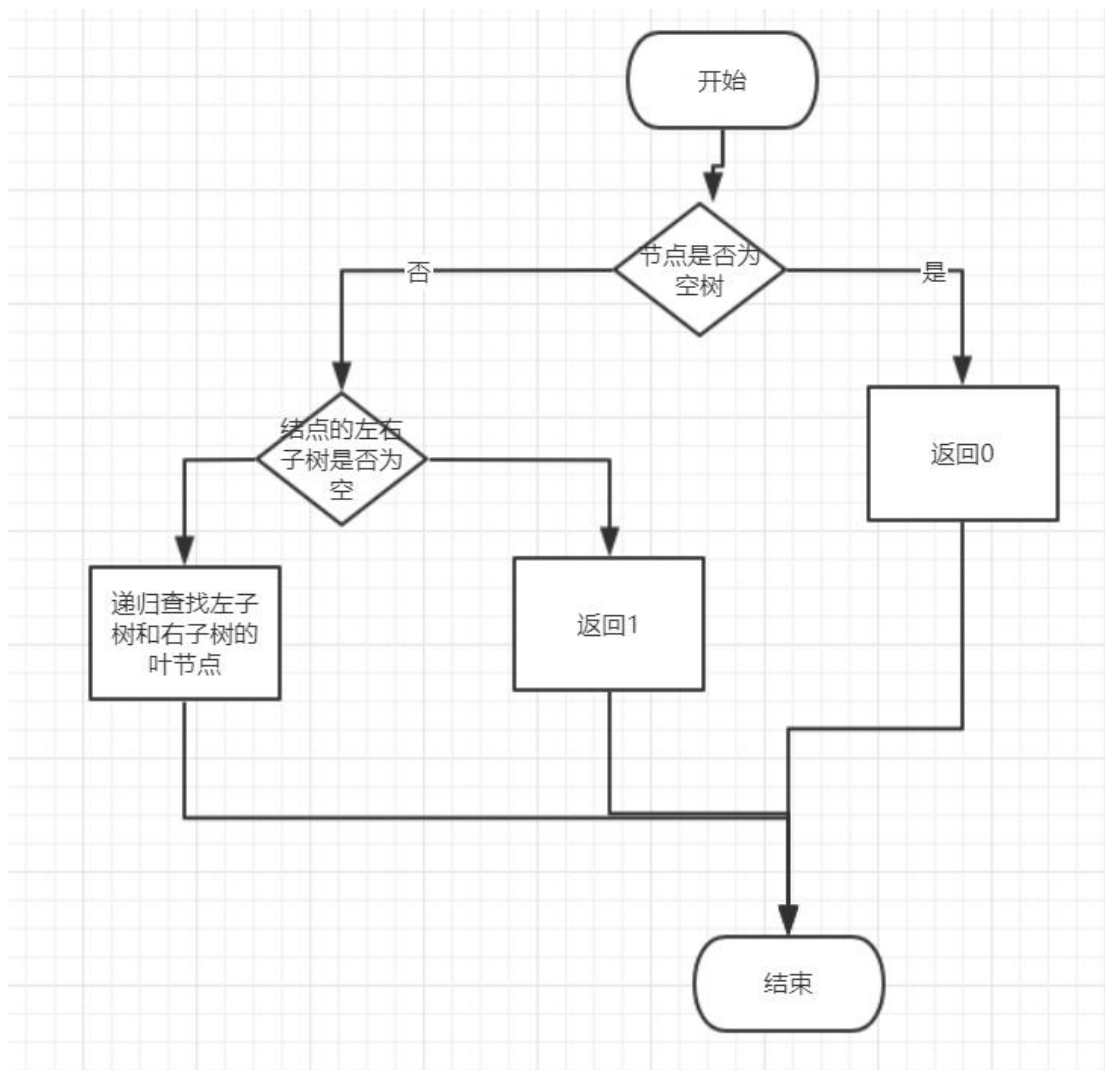 开始
节点是否为
空树
否
是
结点的左右
子树是否为
空
返回0
递归查找左子
树和右子树的
叶节点
返回1
结束